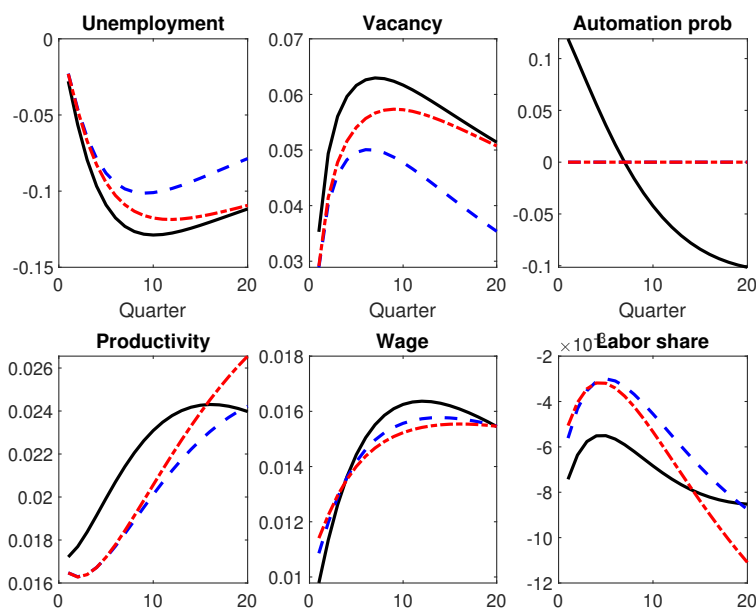 Unemployment Vacancy Automation prob
0 0.07 0.1
-0.05 0.06 0.05
0.05 0
-0.1 0.04 -0.05
-0.15 0.03 -0.1
0 10 20 0 10 20 0 10 20
Quarter Quarter Quarter
Productivity Wage Labor share
0.026 0.018 -2
0.024 0.016 -4
0.022 0.014 -6
0.02 -8
0.018 0.012 -10
0.016 0.01 -12
0 10 20 0 10 20 0 10 20